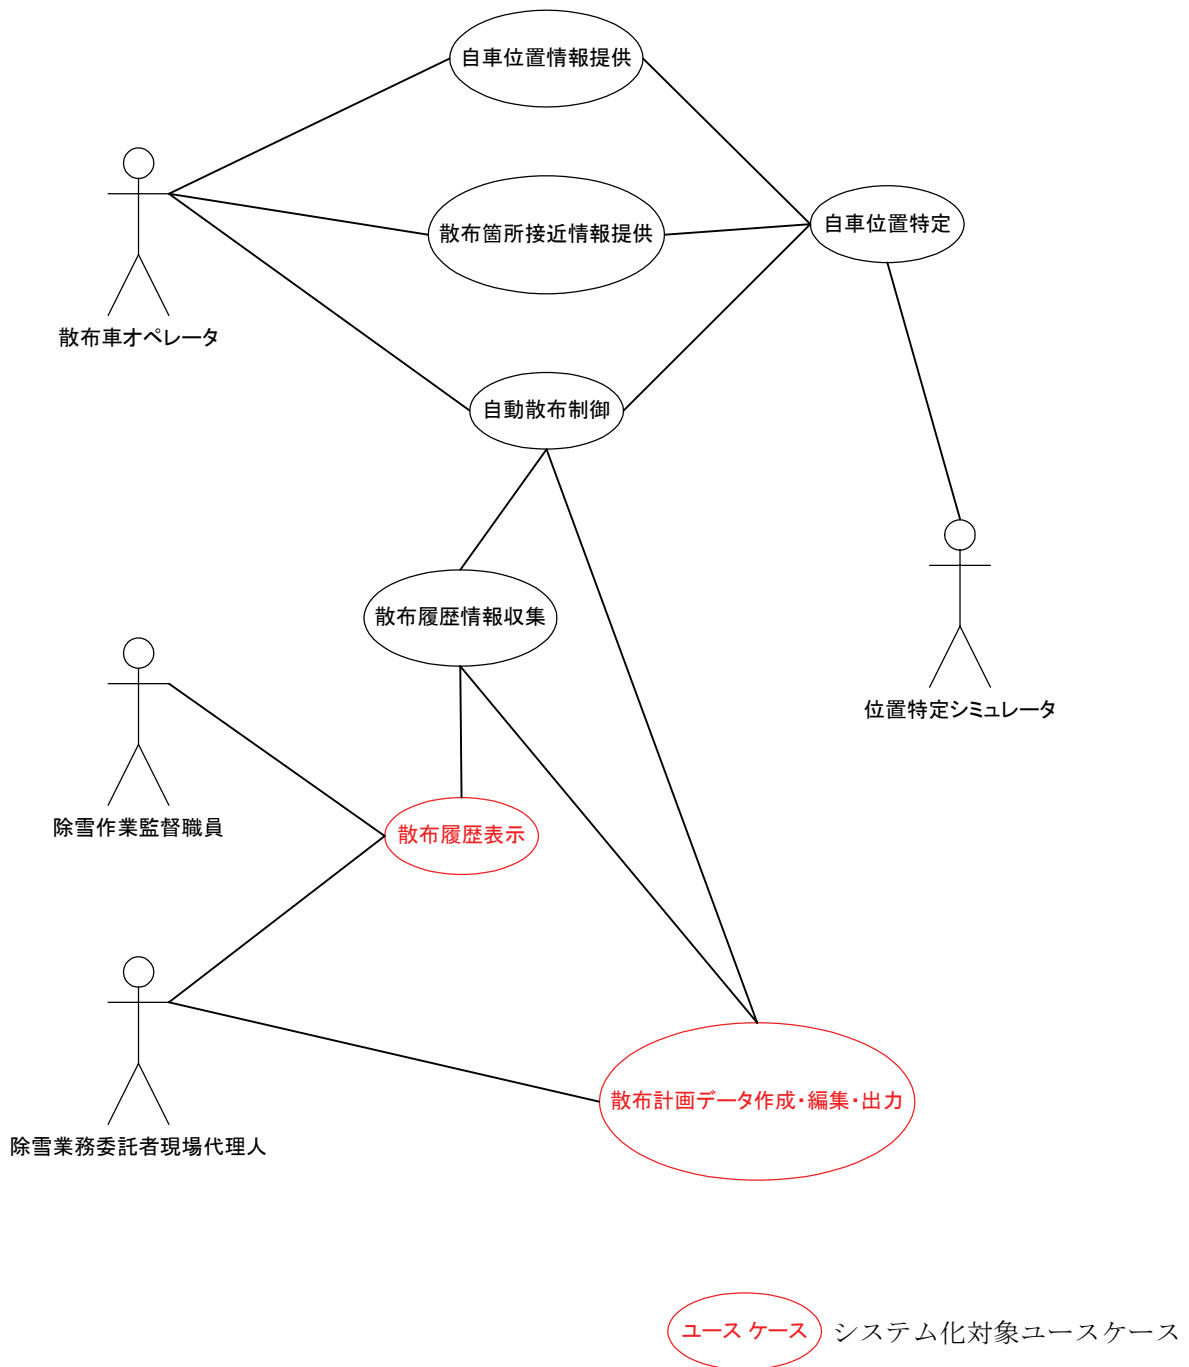 自車位置情報提供
散布箇所接近情報提供
自車位置特定
散布車オペレータ
自動散布制御
散布履歴情報収集
位置特定シミュレータ
除雪作業監督職員
散布履歴表示
散布計画データ作成・編集・出力
除雪業務委託者現場代理人
ユース ケース システム化対象ユースケース